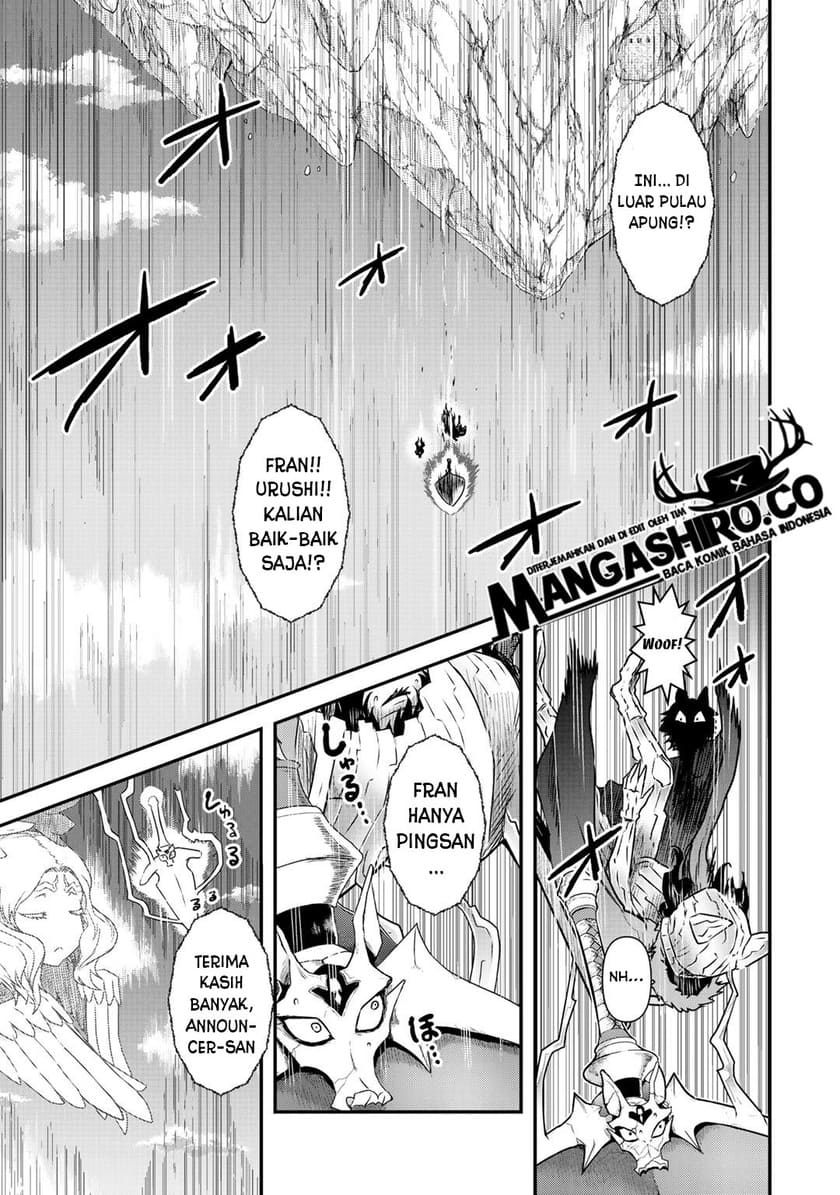 INI... DI
LUAR PULAU
APUNG!?
FRAN!!
URUSHI!!
KALIAN
BAIK-BAIK
SAJA!?
DITERJEMAHKAN DAN DI EDIT OLEH TIM
MANGASHIRO.CO
BACA KOMIK BAHASA INDONESIA
WOOF!
NH...
しゅる
る…
FRAN
HANYA
PINGSAN
...
ほ…
しゅるる
るる
TERIMA
KASIH
BANYAK,
ANNOUN-
CER-SAN